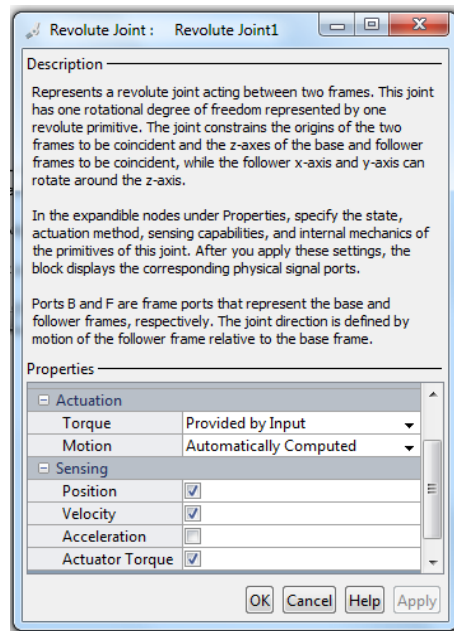 Revolute Joint : Revolute Joint1
Description
Represents a revolute joint acting between two frames. This joint
has one rotational degree of freedom represented by one
revolute primitive. The joint constrains the origins of the two
frames to be coincident and the z-axes of the base and follower
frames to be coincident, while the follower x-axis and y-axis can
rotate around the z-axis.
In the expandible nodes under Properties, specify the state,
actuation method, sensing capabilities, and internal mechanics of
the primitives of this joint. After you apply these settings, the
block displays the corresponding physical signal ports.
Ports B and F are frame ports that represent the base and
follower frames, respectively. The joint direction is defined by
motion of the follower frame relative to the base frame.
Properties
Actuation
Torque Provided by Input
Motion Automatically Computed
Sensing
Position
Velocity
Acceleration
Actuator Torque
OK Cancel Help Apply